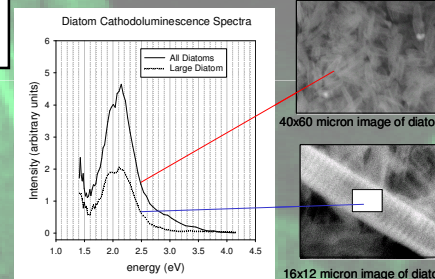 Diatom Cathodoluminescence Spectra
6
5
4
3
2
1
0
Intensity (arbitrary units)
All Diatoms
Large Diatom
1.0 1.5 2.0 2.5 3.0 3.5 4.0 4.5
energy (eV)
40x60 micron image of diato
16x12 micron image of diato